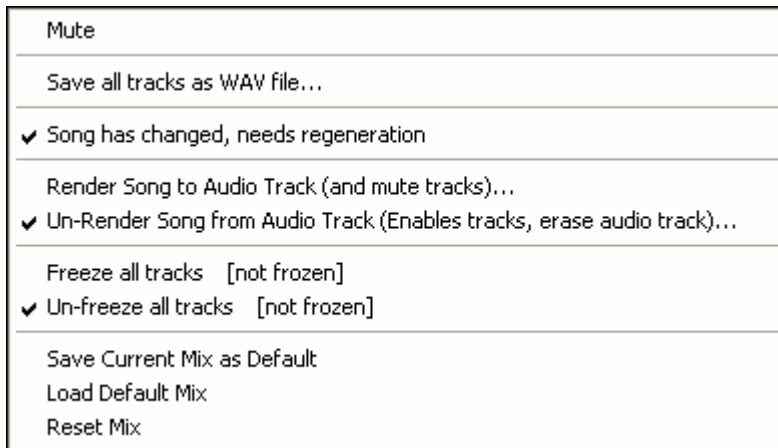 Mute
Save all tracks as WAV file...
Song has changed, needs regeneration
Render Song to Audio Track (and mute tracks)...
Un-Render Song from Audio Track (Enables tracks, erase audio track)...
Freeze all tracks [not frozen]
Un-freeze all tracks [not frozen]
Save Current Mix as Default
Load Default Mix
Reset Mix